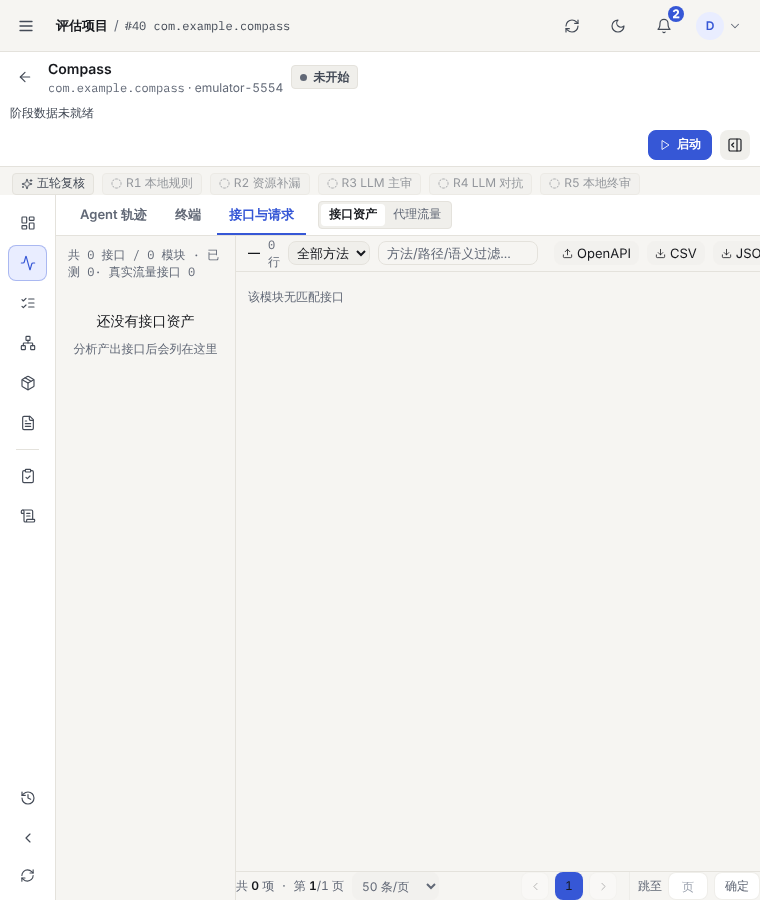 评估项目 / #40 com.example.compass
2
D
Compass
com.example.compass · emulator-5554
未开始
阶段数据未就绪
启动
五轮复核
R1 本地规则
R2 资源补漏
R3 LLM 主审
R4 LLM 对抗
R5 本地终审
Agent 轨迹
终端
接口与请求
接口资产
代理流量
共 0 接口 / 0 模块 · 已
测 0· 真实流量接口 0
还没有接口资产
分析产出接口后会列在这里
一
0
行
全部方法
方法/路径/语义过滤...
OpenAPI
CSV
JSO
该模块无匹配接口
共 0 项 · 第 1/1 页
50 条/页
1
跳至
页
确定